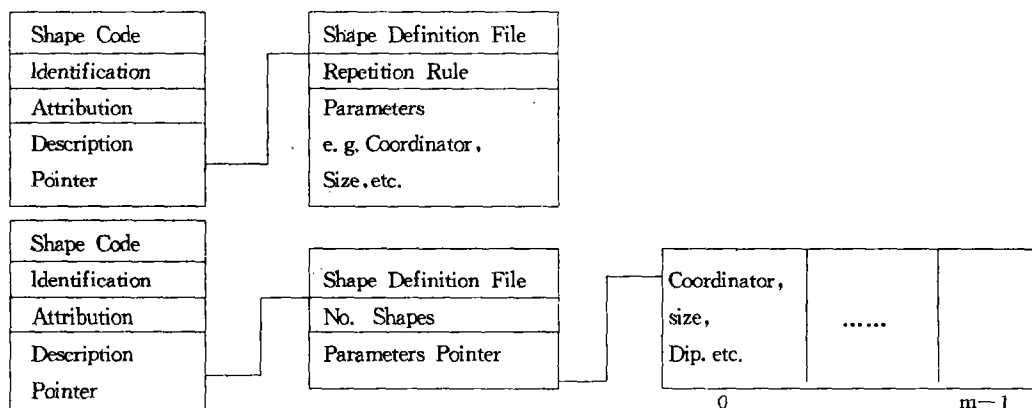 Shape Code
Identification
Attribution
Description
Pointer
Shape Definition File
Repetition Rule
Parameters
e. g. Coordinator,
Size, etc.
Shape Code
Identification
Attribution
Description
Pointer
Shape Definition File
No. Shapes
Parameters Pointer
Coordinator,
size,
Dip. etc.
......
0
m-1